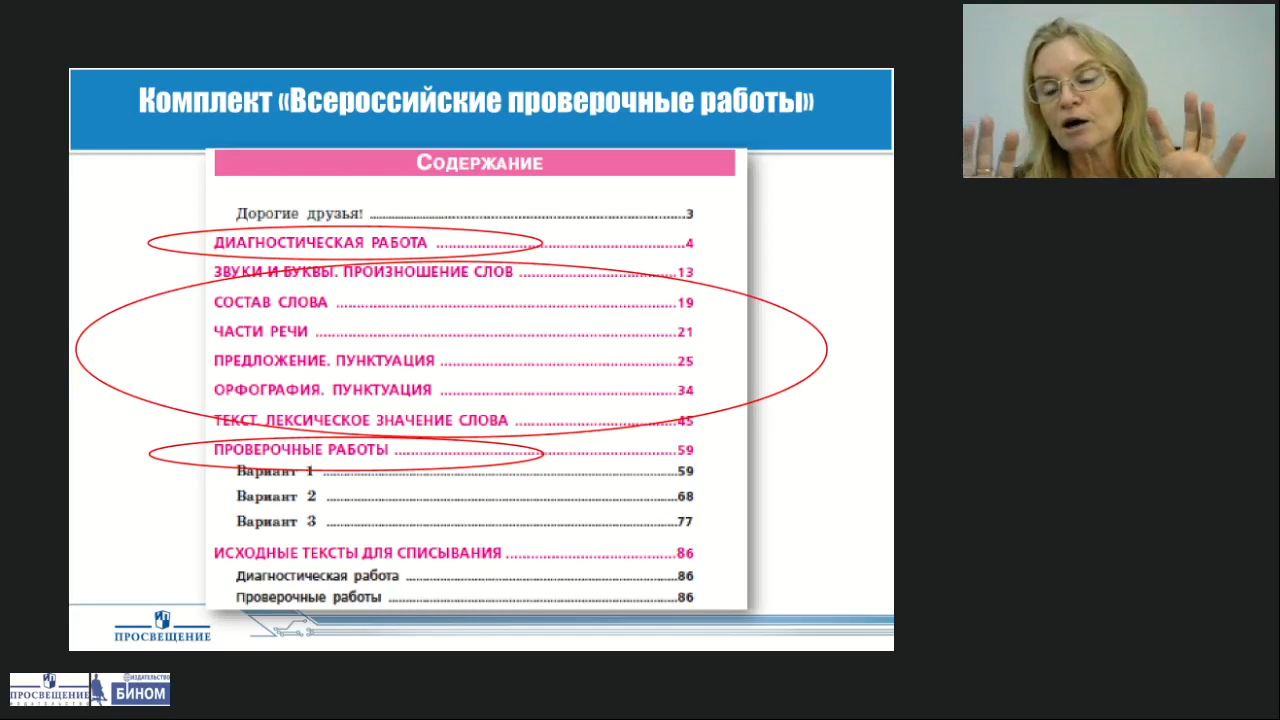 Комплект «Всероссийские проверочные работы»
СОДЕРЖАНИЕ
Дорогие друзья! 3
ДИАГНОСТИЧЕСКАЯ РАБОТА 4
ЗВУКИ И БУКВЫ. ПРОИЗНОШЕНИЕ СЛОВ 13
СОСТАВ СЛОВА 19
ЧАСТИ РЕЧИ 21
ПРЕДЛОЖЕНИЕ. ПУНКТУАЦИЯ 25
ОРФОГРАФИЯ. ПУНКТУАЦИЯ 34
ТЕКСТ ЛЕКСИЧЕСКОЕ ЗНАЧЕНИЕ СЛОВА 45
ПРОВЕРОЧНЫЕ РАБОТЫ 59
Вариант 1 59
Вариант 2 68
Вариант 3 77
ИСХОДНЫЕ ТЕКСТЫ ДЛЯ СПИСЫВАНИЯ 86
Диагностическая работа 86
Проверочные работы 86
ПРОСВЕЩЕНИЕ
ПРОСВЕЩЕНИЕ
ИЗДАТЕЛЬСТВО
ИЗДАТЕЛЬСТВО
БИНОМ